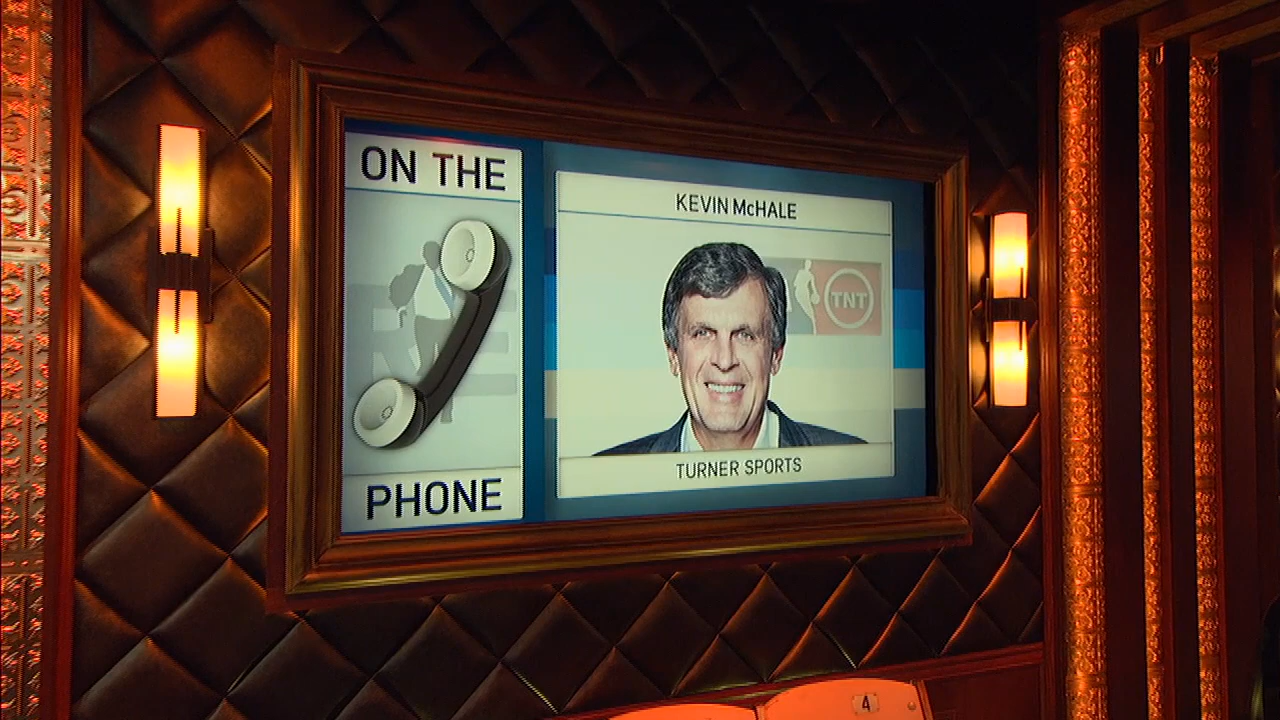 ON THE
PHONE
KEVIN McHALE
TNT
TURNER SPORTS
4